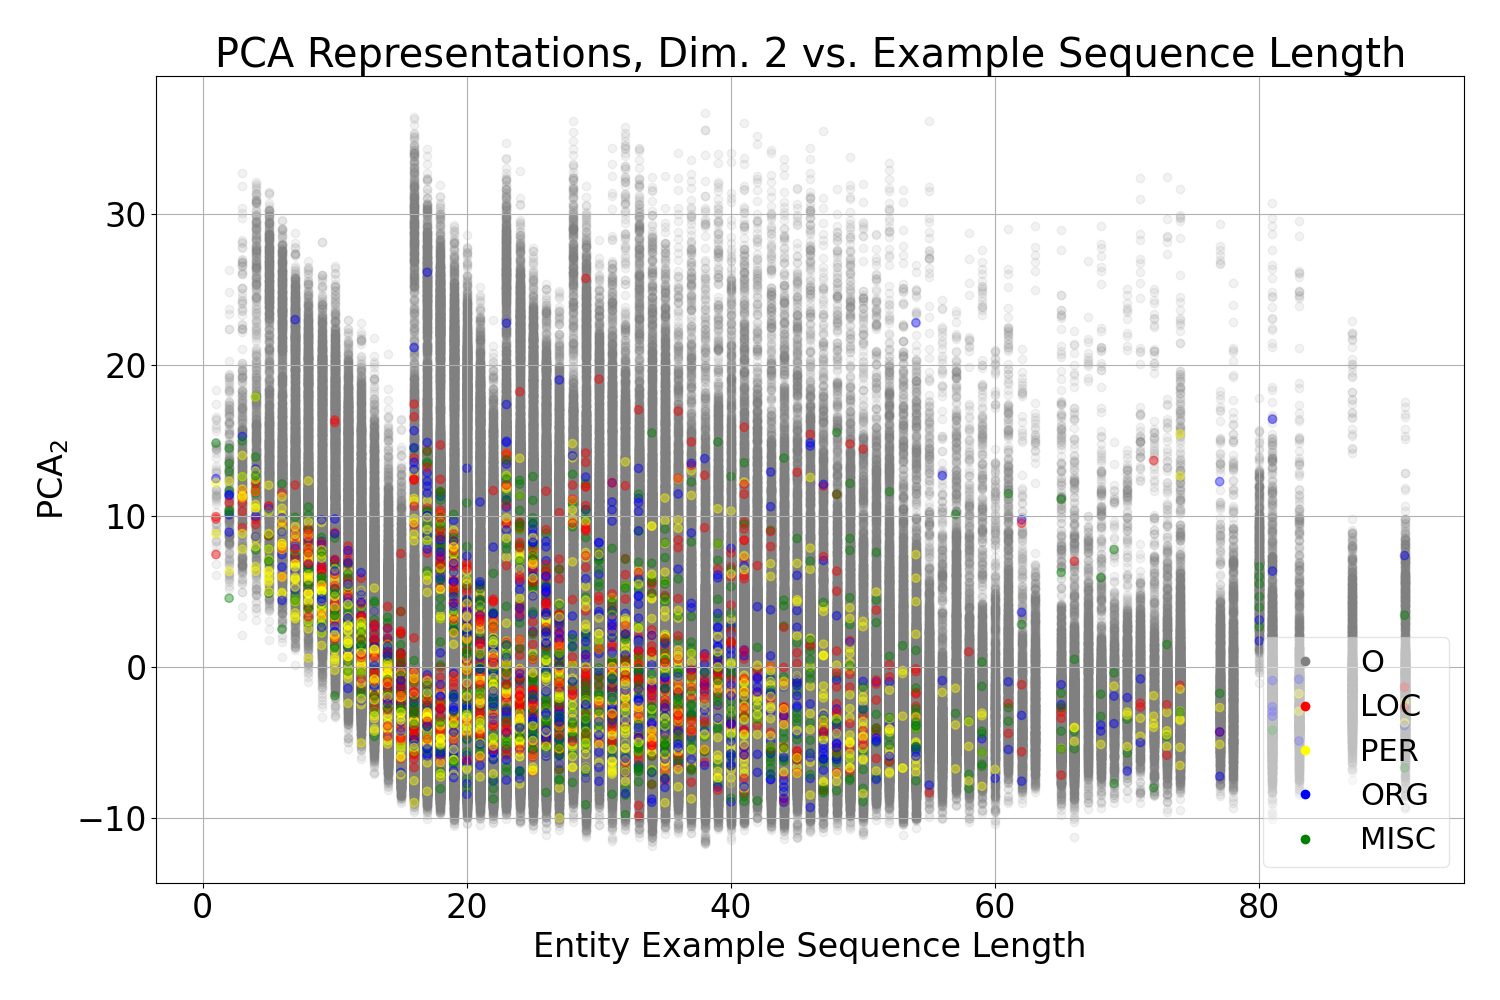 PCA Representations, Dim. 2 vs. Example Sequence Length
PCA₂
30
20
10
0
−10
0 20 40 60 80
Entity Example Sequence Length
O
LOC
PER
ORG
MISC